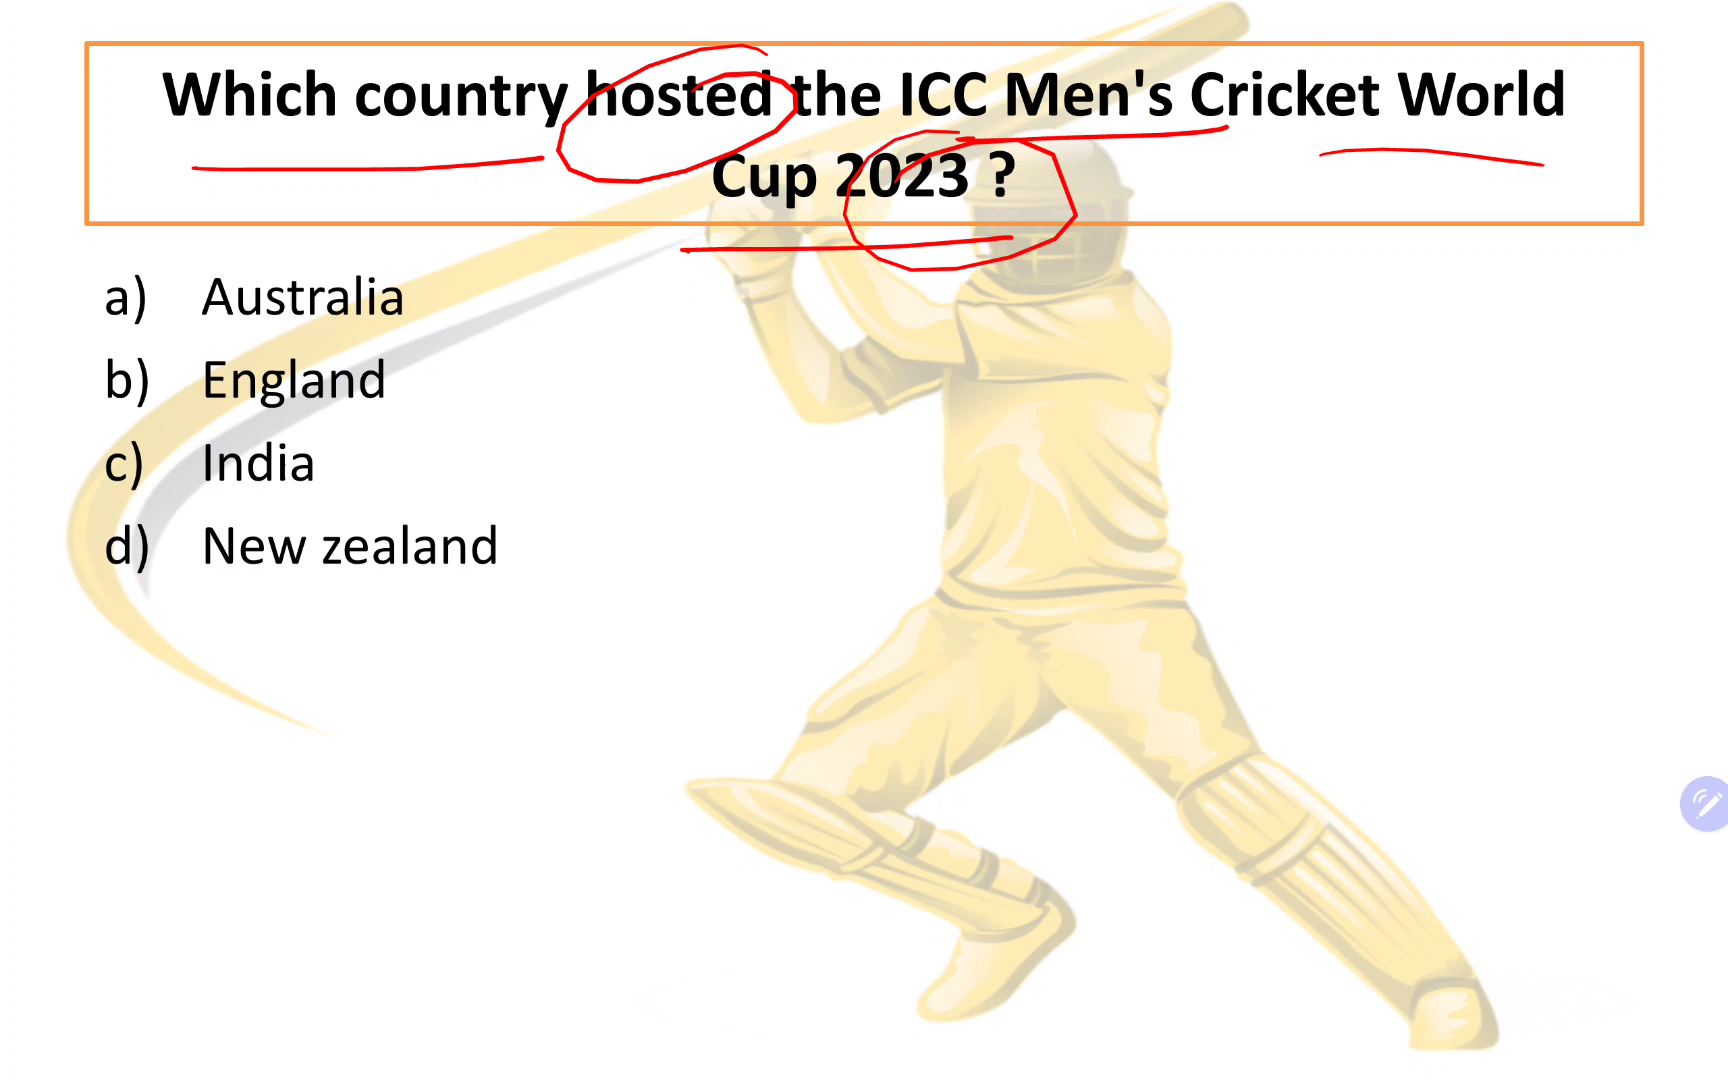 Which country hosted the ICC Men's Cricket World
Cup 2023 ?
a) Australia
b) England
c) India
d) New zealand